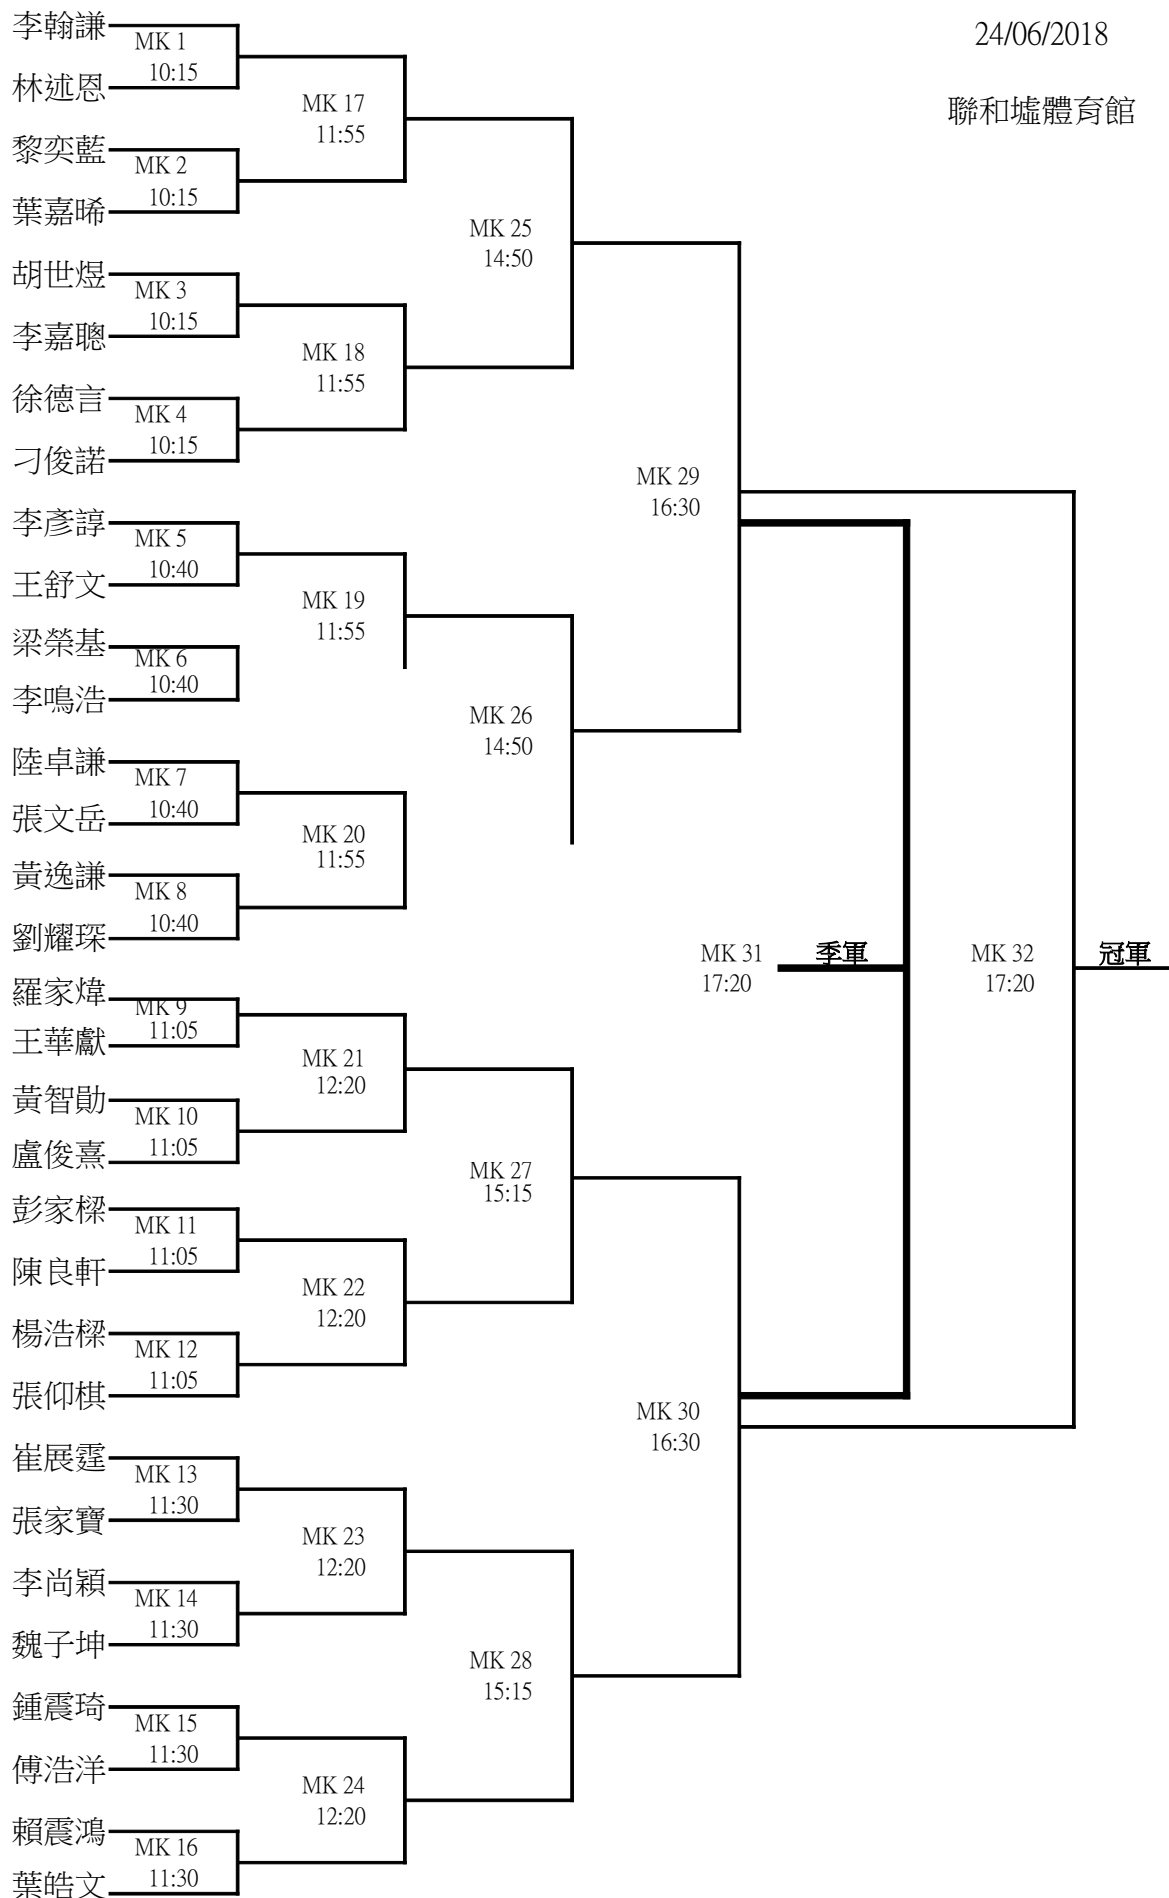 李翰謙
24/06/2018
MK 1
10:15
林述恩
MK 17
聯和墟體育館
11:55
黎奕藍
MK 2
10:15
葉嘉晞
MK 25
14:50
胡世煜
MK 3
10:15
李嘉聰
MK 18
11:55
徐德言
MK 4
10:15
刁俊諾
MK 29
16:30
李彥諄
MK 5
10:40
王舒文
MK 19
11:55
梁榮基
MK 6
10:40
李鳴浩
MK 26
14:50
陸卓謙
MK 7
10:40
張文岳
MK 20
11:55
黃逸謙
MK 8
10:40
劉耀琛
MK 31
季軍
MK 32
冠軍
17:20
17:20
羅家煒
MK 9
11:05
王華獻
MK 21
12:20
黃智勛
MK 10
11:05
盧俊熹
MK 27
15:15
彭家樑
MK 11
11:05
陳良軒
MK 22
12:20
楊浩樑
MK 12
11:05
張仰棋
MK 30
16:30
崔展霆
MK 13
11:30
張家寶
MK 23
12:20
李尚穎
MK 14
11:30
魏子坤
MK 28
15:15
鍾震琦
MK 15
11:30
傅浩洋
MK 24
12:20
賴震鴻
MK 16
11:30
葉皓文